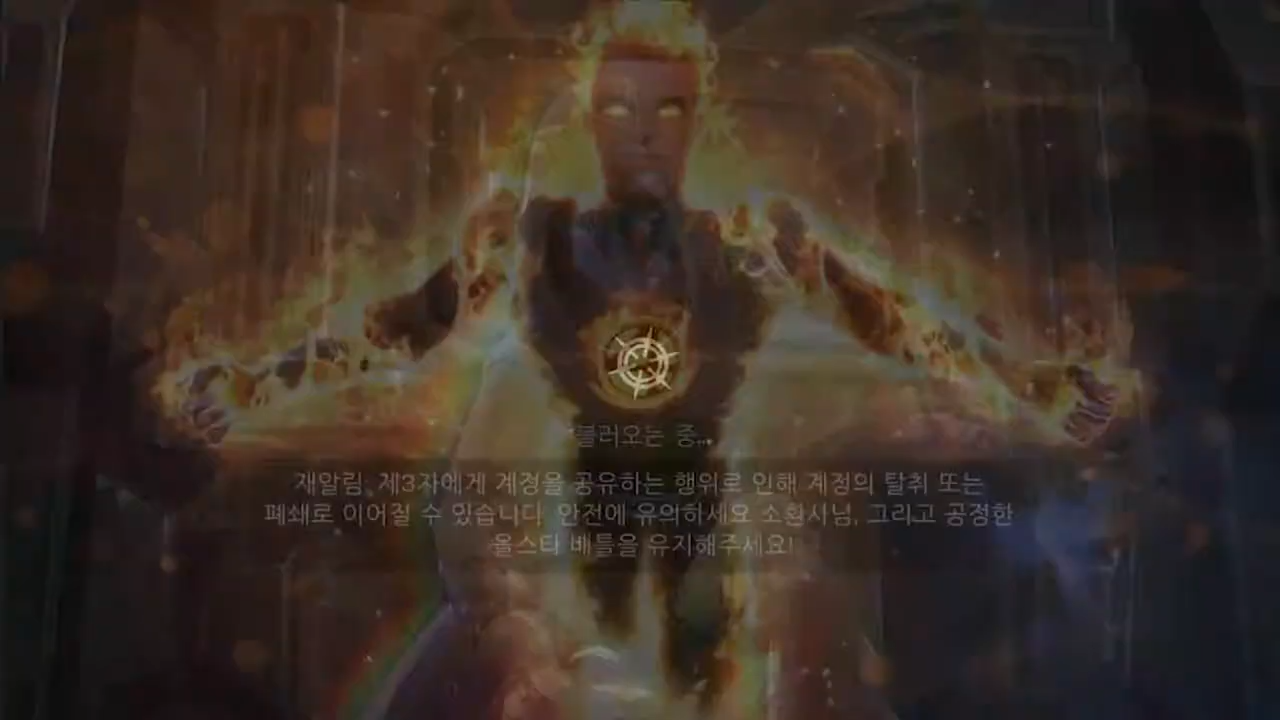 불러오는 중...
재알림, 제3자에게 계정을 공유하는 행위로 인해 계정의 탈취 또는
폐쇄로 이어질 수 있습니다. 안전에 유의하세요 소환사님, 그리고 공정한
올스타 배틀을 유지해주세요!